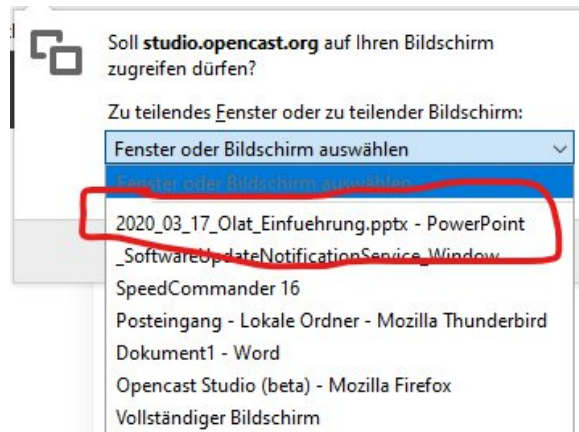 Soll studio.opencast.org auf Ihren Bildschirm
zugreifen dürfen?
Zu teilendes Fenster oder zu teilender Bildschirm:
Fenster oder Bildschirm auswählen
Fenster oder Bildschirm auswählen
2020_03_17_Olat_Einfuehrung.pptx - PowerPoint
_SoftwareUpdateNotificationService_Window
SpeedCommander 16
Posteingang - Lokale Ordner - Mozilla Thunderbird
Dokument1 - Word
Opencast Studio (beta) - Mozilla Firefox
Vollständiger Bildschirm